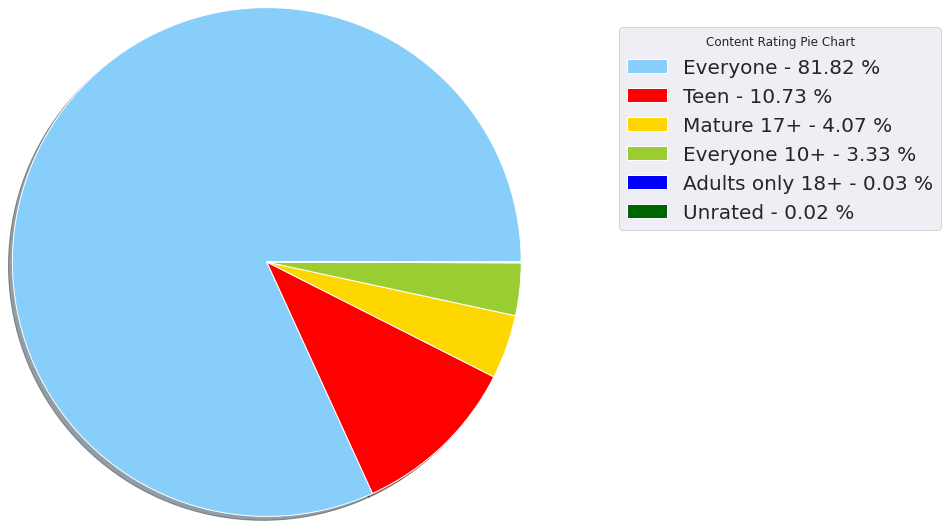 Content Rating Pie Chart
Everyone - 81.82 %
Teen - 10.73 %
Mature 17+ - 4.07 %
Everyone 10+ - 3.33 %
Adults only 18+ - 0.03 %
Unrated - 0.02 %